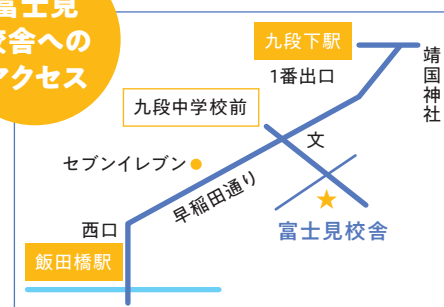 富士見
校舎への
アクセス
九段下駅
1番出口
靖国神社
九段中学校前
文
セブンイレブン
早稲田通り
富士見校舎
西口
飯田橋駅